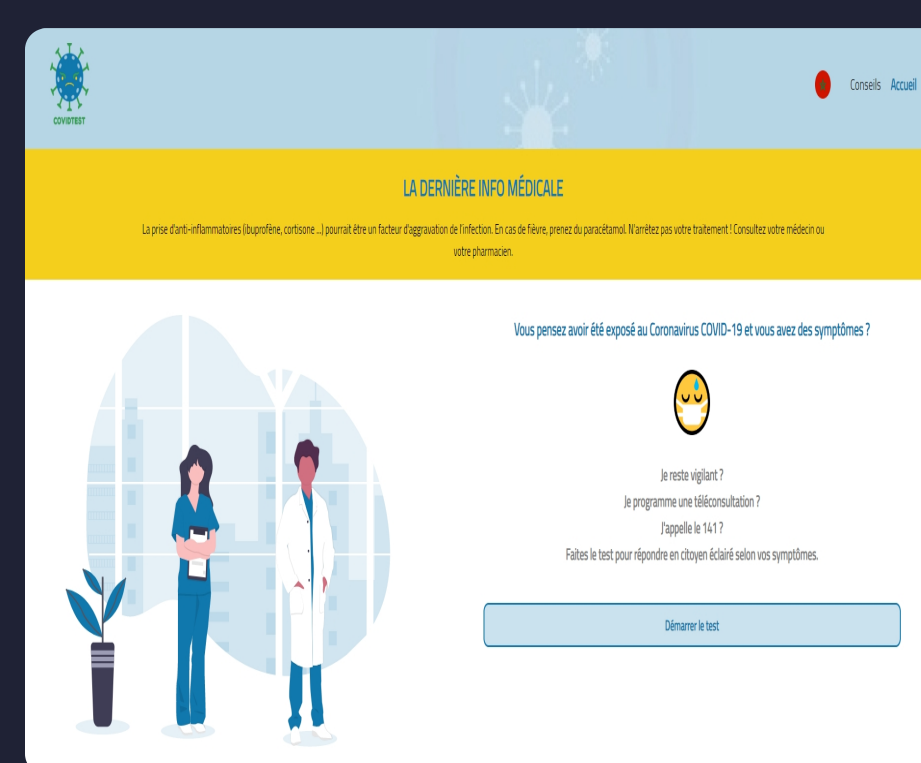 COVIDTEST
Conseils Accueil
LA DERNIÈRE INFO MÉDICALE
La prise d'anti-inflammatoires (ibuprofène, cortisone ...) pourrait être un facteur d'aggravation de l'infection. En cas de fièvre, prenez du paracétamol. N'arrêtez pas votre traitement ! Consultez votre médecin ou
votre pharmacien.
Vous pensez avoir été exposé au Coronavirus COVID-19 et vous avez des symptômes ?
Je reste vigilant ?
Je programme une téléconsultation ?
J'appelle le 141 ?
Faites le test pour répondre en citoyen éclairé selon vos symptômes.
Démarrer le test